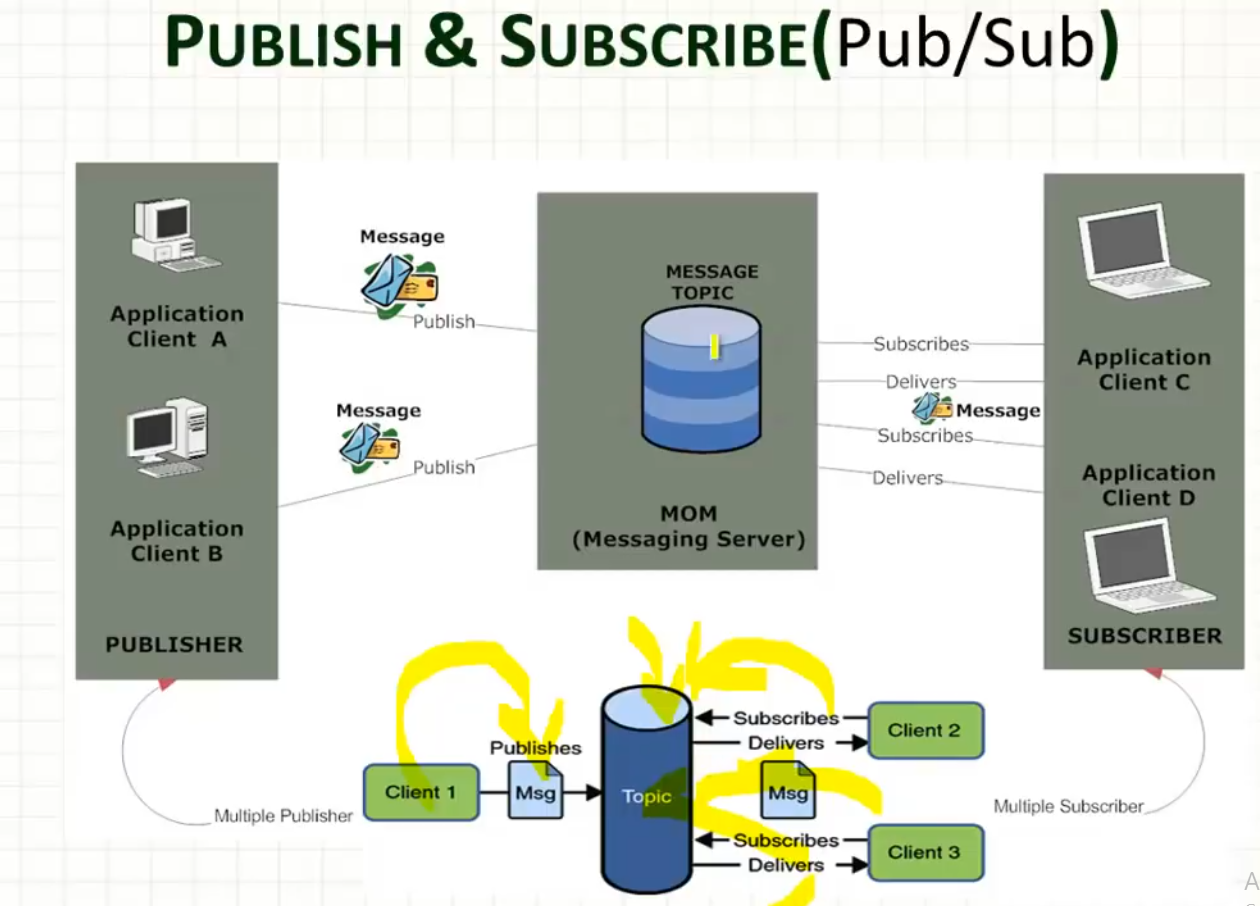 PUBLISH & SUBSCRIBE(Pub/Sub)
Message
Publish
Application
Client A
Message
Publish
Application
Client B
PUBLISHER
MESSAGE
TOPIC
MOM
(Messaging Server)
Subscribes
Delivers
Message
Subscribes
Delivers
Application
Client C
Application
Client D
SUBSCRIBER
Multiple Publisher
Client 1
Publishes
Msg
Topic
Subscribes
Delivers
Client 2
Msg
Subscribes
Delivers
Client 3
Multiple Subscriber
A